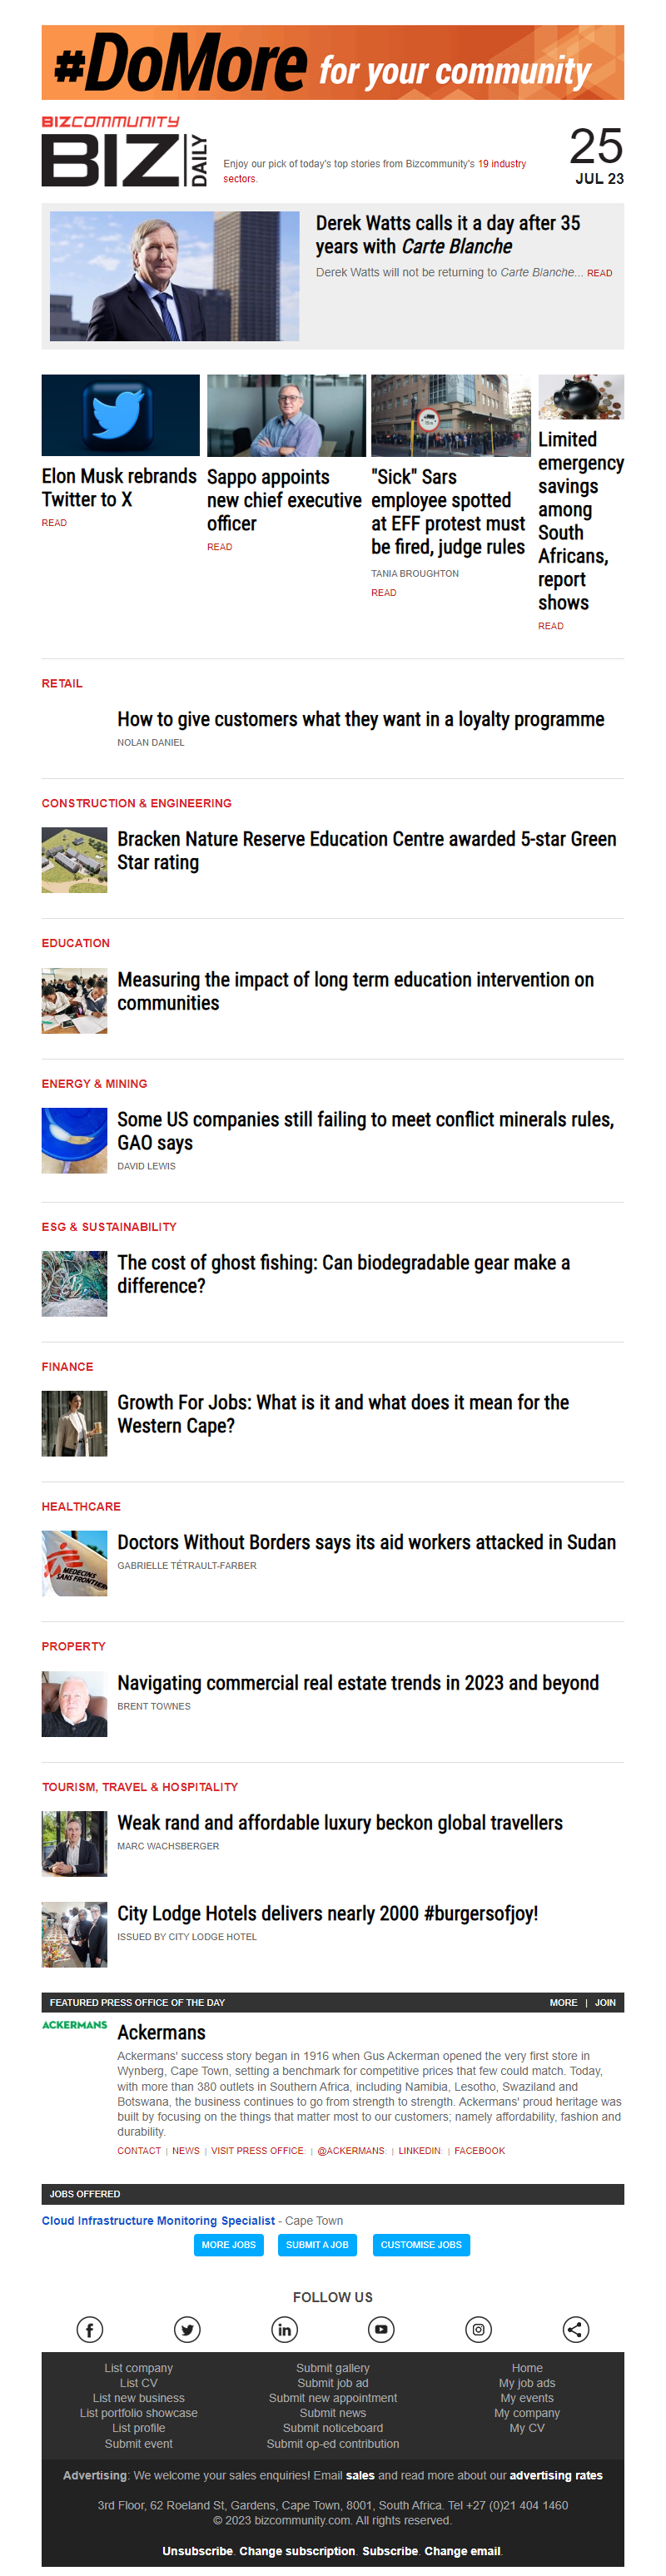 #DoMore for your community
BIZCOMMUNITY
BIZ DAILY
Enjoy our pick of today's top stories from Bizcommunity's 19 industry
sectors.
25
JUL 23
Derek Watts calls it a day after 35
years with Carte Blanche
Derek Watts will not be returning to Carte Blanche... READ
Elon Musk rebrands
Twitter to X
READ
Sappo appoints
new chief executive
officer
READ
"Sick" Sars
employee spotted
at EFF protest must
be fired, judge rules
TANIA BROUGHTON
READ
Limited
emergency
savings
among
South
Africans,
report
shows
READ
RETAIL
How to give customers what they want in a loyalty programme
NOLAN DANIEL
CONSTRUCTION & ENGINEERING
Bracken Nature Reserve Education Centre awarded 5-star Green
Star rating
EDUCATION
Measuring the impact of long term education intervention on
communities
ENERGY & MINING
Some US companies still failing to meet conflict minerals rules,
GAO says
DAVID LEWIS
ESG & SUSTAINABILITY
The cost of ghost fishing: Can biodegradable gear make a
difference?
FINANCE
Growth For Jobs: What is it and what does it mean for the
Western Cape?
HEALTHCARE
MEDECINS
SANS FRONTIERES
Doctors Without Borders says its aid workers attacked in Sudan
GABRIELLE TÉTRAULT-FARBER
PROPERTY
Navigating commercial real estate trends in 2023 and beyond
BRENT TOWNES
TOURISM, TRAVEL & HOSPITALITY
Weak rand and affordable luxury beckon global travellers
MARC WACHSBERGER
City Lodge Hotels delivers nearly 2000 #burgersofjoy!
ISSUED BY CITY LODGE HOTEL
FEATURED PRESS OFFICE OF THE DAY MORE | JOIN
ACKERMANS
Ackermans
Ackermans' success story began in 1916 when Gus Ackerman opened the very first store in
Wynberg, Cape Town, setting a benchmark for competitive prices that few could match. Today,
with more than 380 outlets in Southern Africa, including Namibia, Lesotho, Swaziland and
Botswana, the business continues to go from strength to strength. Ackermans' proud heritage was
built by focusing on the things that matter most to our customers; namely affordability, fashion and
durability.
CONTACT | NEWS | VISIT PRESS OFFICE: | @ACKERMANS: | LINKEDIN: | FACEBOOK
JOBS OFFERED
Cloud Infrastructure Monitoring Specialist - Cape Town
MORE JOBS SUBMIT A JOB CUSTOMISE JOBS
FOLLOW US
List company
List CV
List new business
List portfolio showcase
List profile
Submit event
Submit gallery
Submit job ad
Submit new appointment
Submit news
Submit noticeboard
Submit op-ed contribution
Home
My job ads
My events
My company
My CV
Advertising: We welcome your sales enquiries! Email sales and read more about our advertising rates
3rd Floor, 62 Roeland St, Gardens, Cape Town, 8001, South Africa. Tel +27 (0)21 404 1460
© 2023 bizcommunity.com. All rights reserved.
Unsubscribe. Change subscription. Subscribe. Change email.